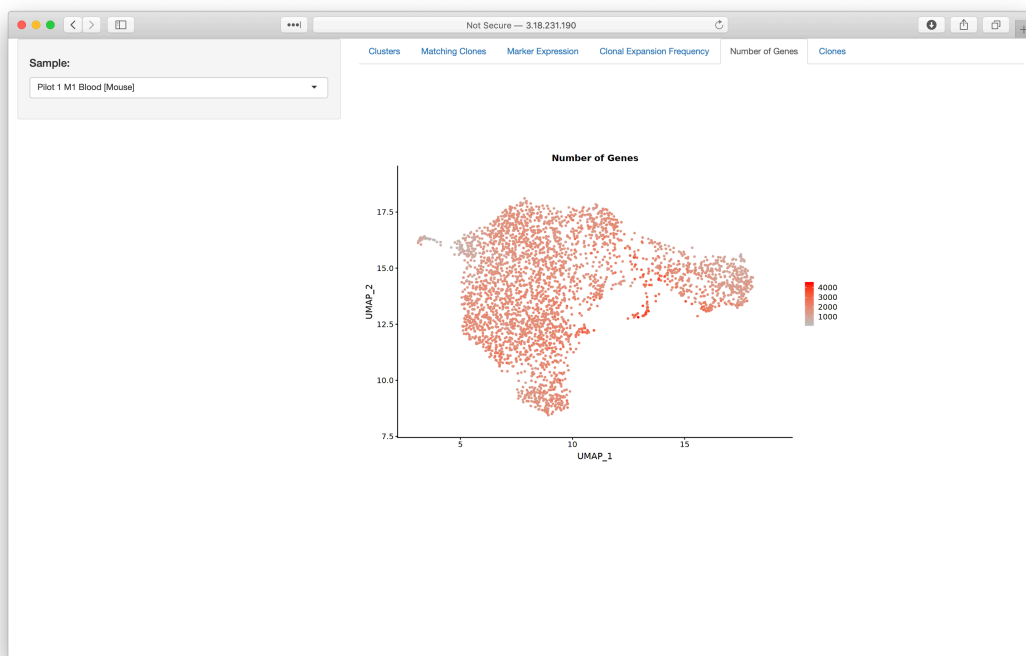 Not Secure — 3.18.231.190
Sample:
Pilot 1 M1 Blood [Mouse]
Clusters Matching Clones Marker Expression Clonal Expansion Frequency Number of Genes Clones
Number of Genes
17.5
15.0
12.5
10.0
7.5
UMAP_2
5 10 15
UMAP_1
4000
3000
2000
1000